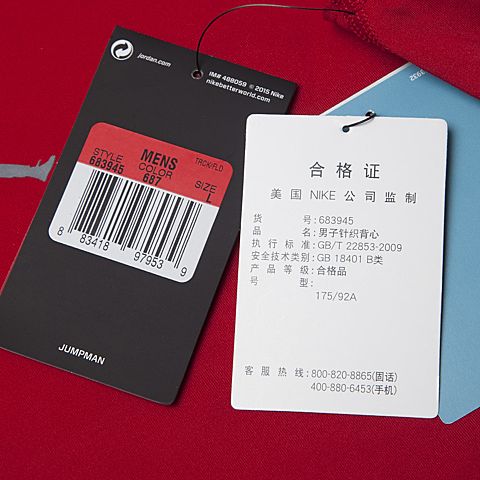 jordan.com
IM# 488059 © 2015 Nike
nikebetterworld.com
STYLE
683945
MENS
COLOR
687
TRCK/FLD
SIZE
L
8 83418 97953 9
JUMPMAN
3932
合格证
美国 NIKE 公司监制
货号:683945
品名:男子针织背心
执行标准:GB/T 22853-2009
安全技术类别:GB 18401 B类
产品等级:合格品
号型:
175/92A
客服热线:800-820-8865(固话)
400-880-6453(手机)